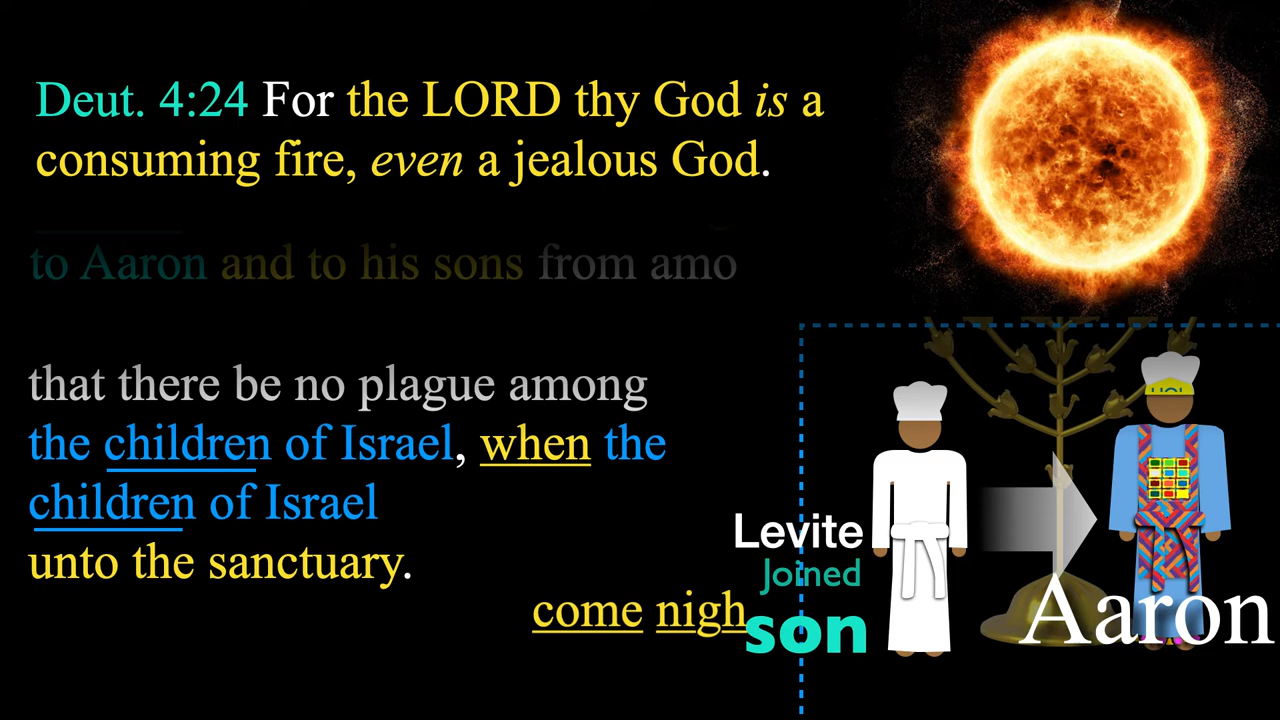 Deut. 4:24 For the LORD thy God is a
consuming fire, even a jealous God.
to Aaron and to his sons from amo
that there be no plague among
the children of Israel, when the
children of Israel
unto the sanctuary.
come nigh
Levite
Joined
son
Aaron